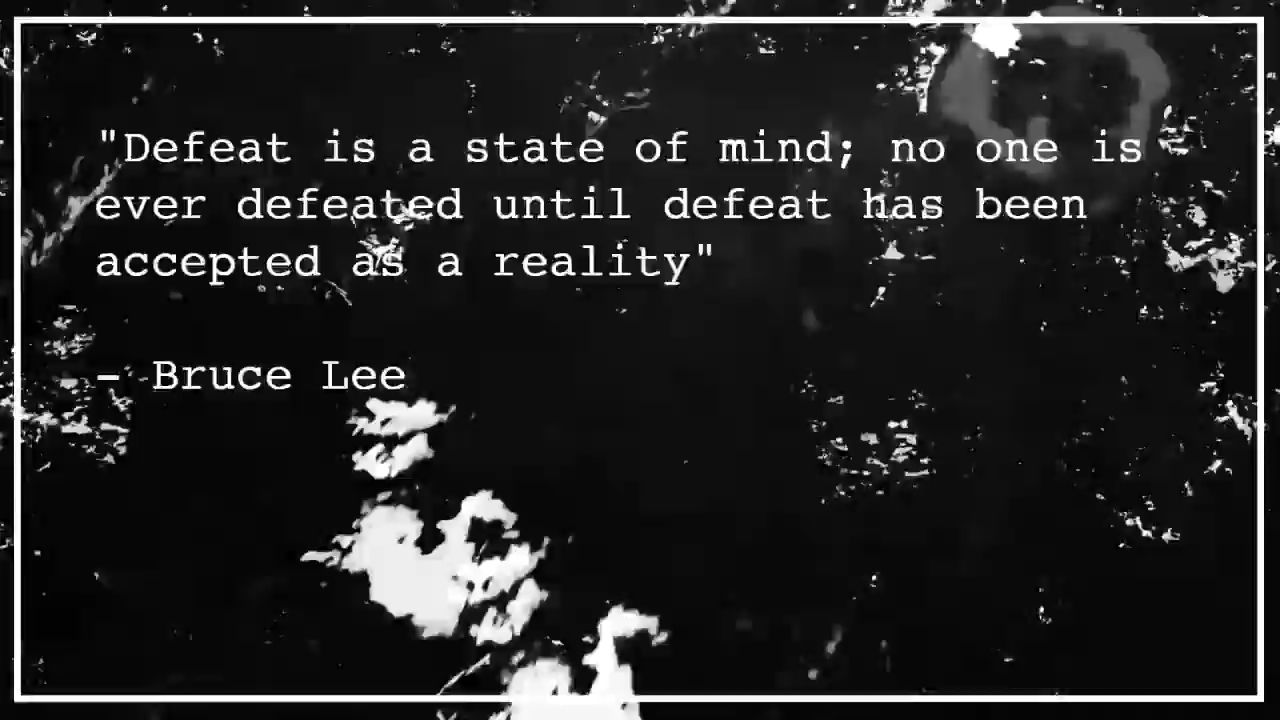 "Defeat is a state of mind; no one is
ever defeated until defeat has been
accepted as a reality"
- Bruce Lee